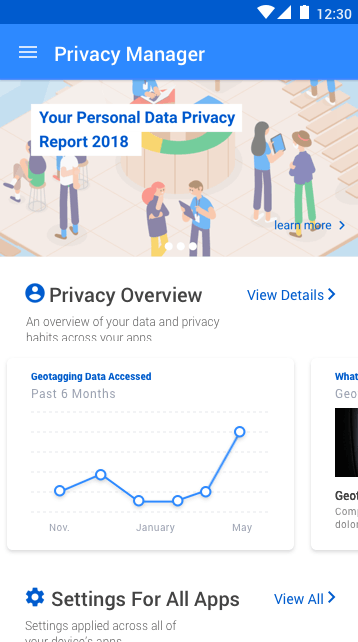 12:30
Privacy Manager
Your Personal Data Privacy
Report 2018
learn more
Privacy Overview
View Details
An overview of your data and privacy
habits across your apps
Geotagging Data Accessed
Past 6 Months
Nov.
January
May
What
Geo
Geot
Comp
dolor
Settings For All Apps
View All
Settings applied across all of
your device's apps